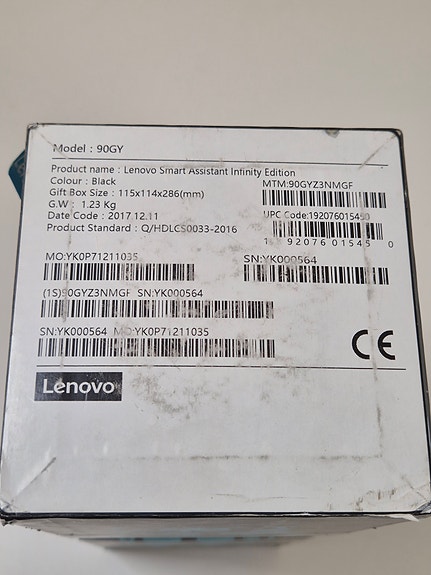 Model : 90GY
Product name : Lenovo Smart Assistant Infinity Edition
Colour : Black
MTM:90GYZ3NMGF
Gift Box Size : 115x114x286(mm)
G.W : 1.23 Kg
Date Code : 2017.12.11
UPC Code:192076015450
Product Standard : Q/HDLCS0033-2016
92076 01545 0
MO:YK0P71211035
SN:YK000564
(1S)90GYZ3NMGF SN:YK000564
SN:YK000564 MO:YK0P71211035
CE
Lenovo